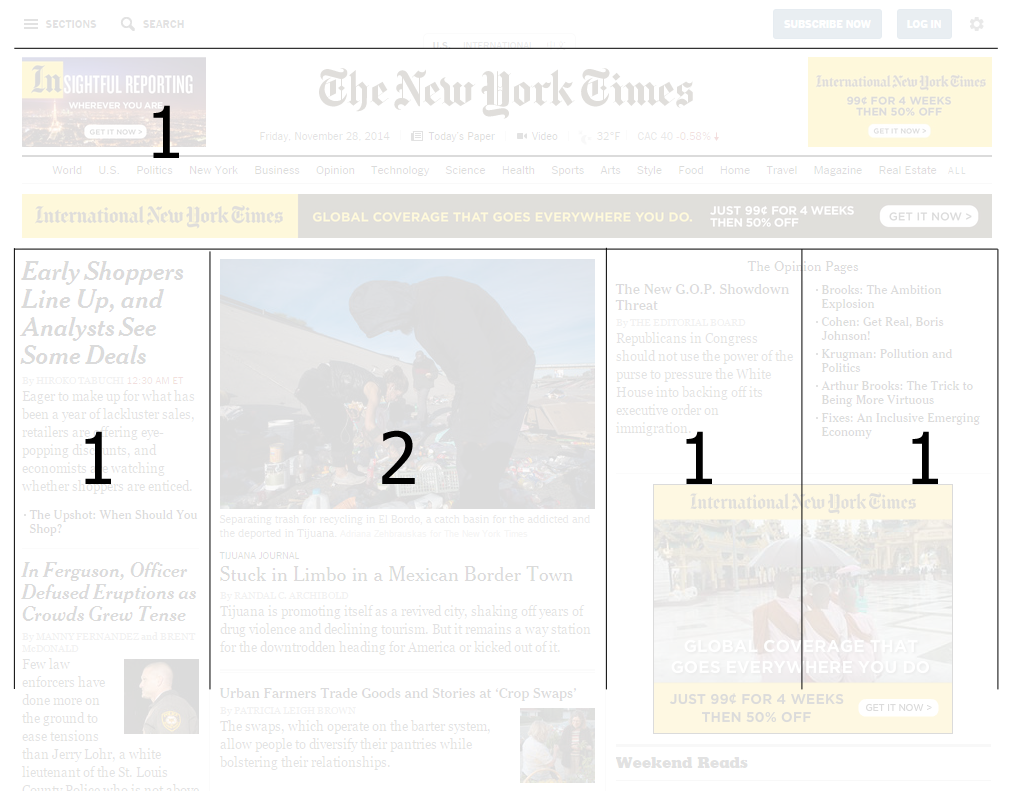 SECTIONS SEARCH SUBSCRIBE NOW LOG IN
U.S. INTERNATIONAL
In SIGHTFUL REPORTING
WHEREVER YOU ARE
GET IT NOW >
1
The New York Times
Friday, November 28, 2014 Today's Paper Video 32°F CAC 40 -0.58% ↓
International New York Times
99¢ FOR 4 WEEKS
THEN 50% OFF
GET IT NOW >
World U.S. Politics New York Business Opinion Technology Science Health Sports Arts Style Food Home Travel Magazine Real Estate ALL
International New York Times GLOBAL COVERAGE THAT GOES EVERYWHERE YOU DO. JUST 99¢ FOR 4 WEEKS
THEN 50% OFF
GET IT NOW >
Early Shoppers
Line Up, and
Analysts See
Some Deals
By HIROKO TABUCHI 12:30 AM ET
Eager to make up for what has
been a year of lackluster sales,
retailers are offering eye-
popping discounts, and
economists are watching
whether shoppers are enticed.
1
· The Upshot: When Should You
Shop?
In Ferguson, Officer
Defused Eruptions as
Crowds Grew Tense
By MANNY FERNANDEZ and BRENT
McDONALD
Few law
enforcers have
done more on
the ground to
ease tensions
than Jerry Lohr, a white
lieutenant of the St. Louis
County Police who is not above
2
Separating trash for recycling in El Bordo, a catch basin for the addicted and
the deported in Tijuana. Adriana Zehbrauskas for The New York Times
TIJUANA JOURNAL
Stuck in Limbo in a Mexican Border Town
By RANDAL C. ARCHIBOLD
Tijuana is promoting itself as a revived city, shaking off years of
drug violence and declining tourism. But it remains a way station
for the downtrodden heading for America or kicked out of it.
Urban Farmers Trade Goods and Stories at ‘Crop Swaps’
By PATRICIA LEIGH BROWN
The swaps, which operate on the barter system,
allow people to diversify their pantries while
bolstering their relationships.
The Opinion Pages
The New G.O.P. Showdown
Threat
By THE EDITORIAL BOARD
Republicans in Congress
should not use the power of the
purse to pressure the White
House into backing off its
executive order on
immigration.
1
· Brooks: The Ambition
Explosion
· Cohen: Get Real, Boris
Johnson!
· Krugman: Pollution and
Politics
· Arthur Brooks: The Trick to
Being More Virtuous
· Fixes: An Inclusive Emerging
Economy
1
International New York Times
GLOBAL COVERAGE THAT
GOES EVERYWHERE YOU DO
JUST 99¢ FOR 4 WEEKS
THEN 50% OFF
GET IT NOW >
Weekend Reads